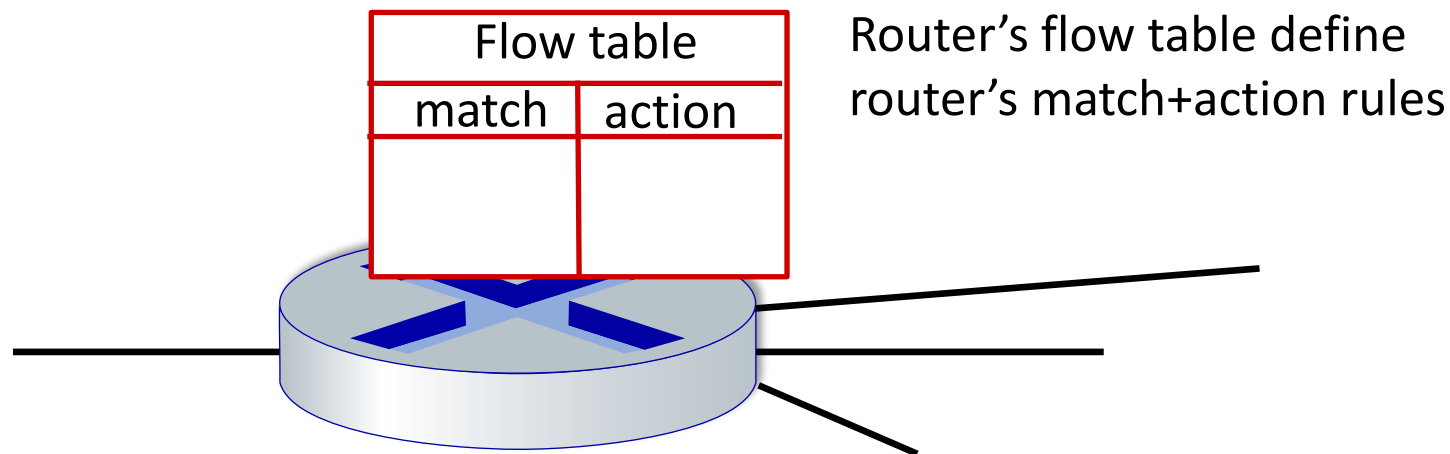 Flow table
match action
Router’s flow table define
router’s match+action rules